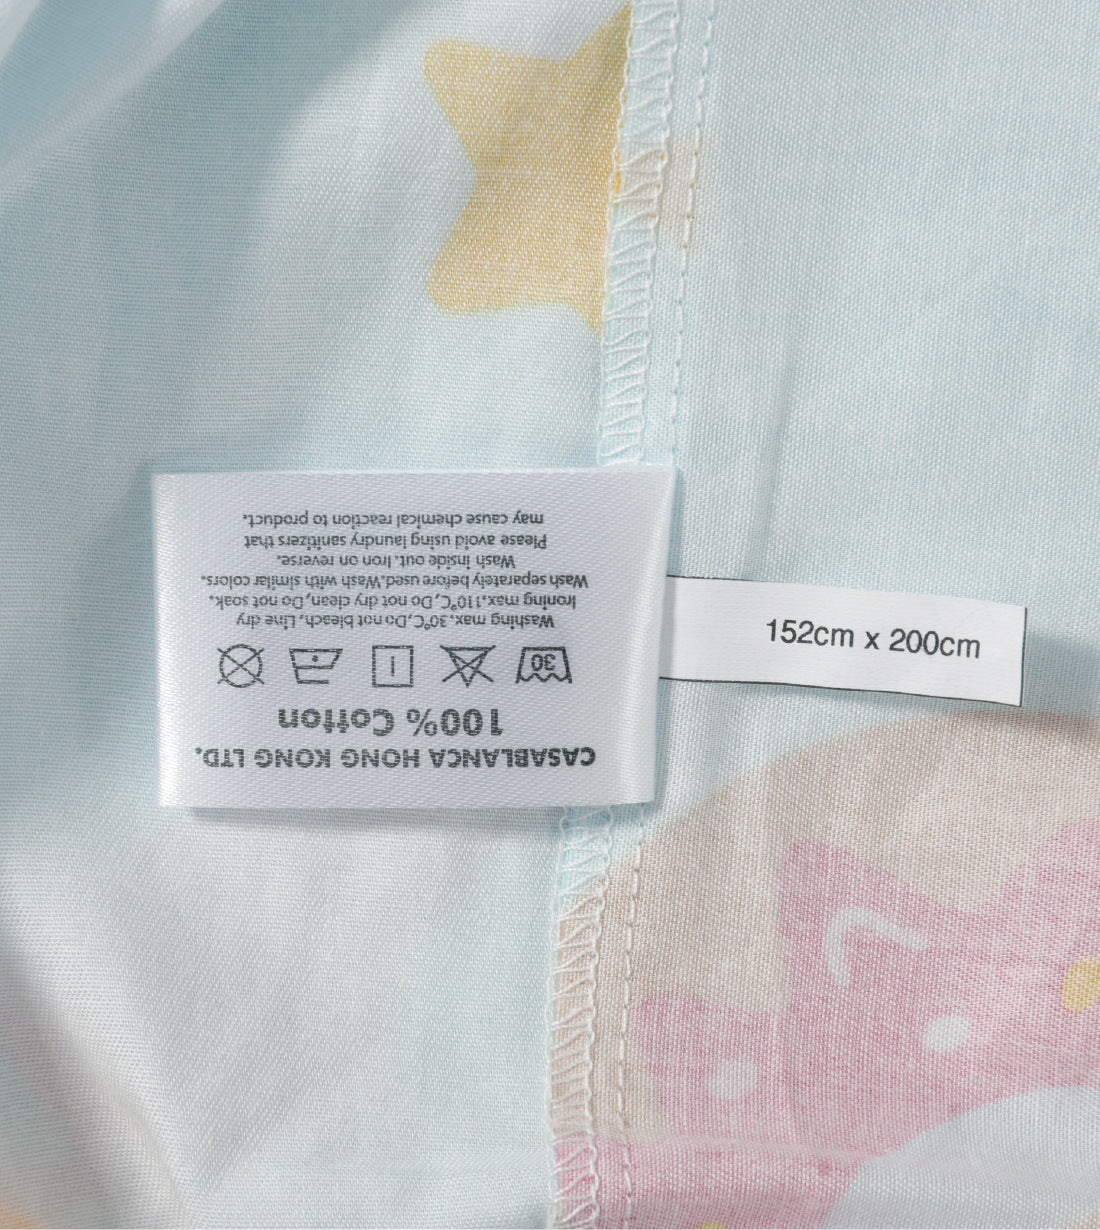 CASABLANCA HONG KONG LTD.
100% Cotton
30
Washing max.30°C,Do not bleach, Line dry
Ironing max.110°C,Do not dry clean,Do not soak.
Wash separately before used.Wash with similar colors.
Wash inside out. Iron on reverse.
Please avoid using laundry sanitizers that
may cause chemical reaction to product.
152cm x 200cm